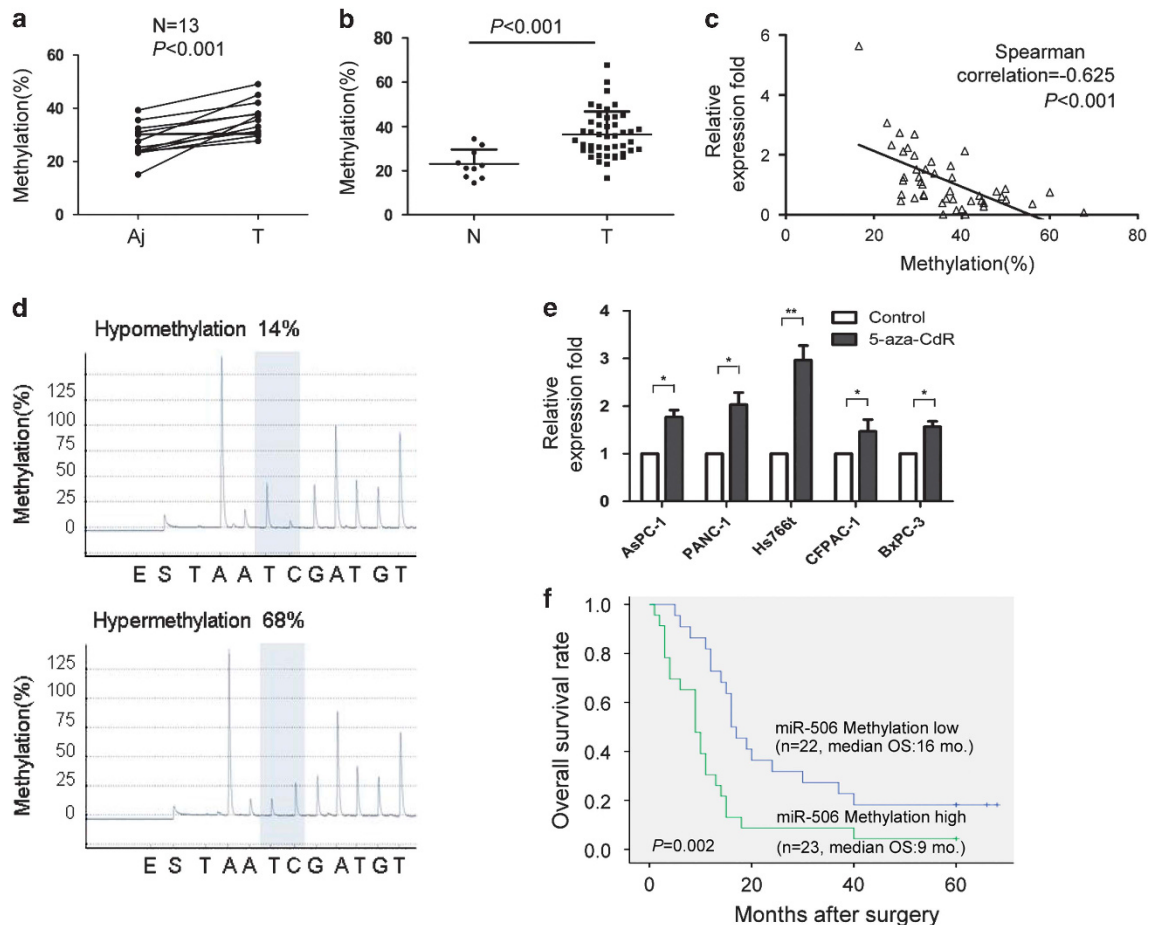 a
N=13
P<0.001
Methylation(%)
60
40
20
0
Aj T
b
P<0.001
Methylation(%)
80
60
40
20
0
N T
c
Spearman
correlation=-0.625
P<0.001
Relative
expression fold
6
4
2
0
0 20 40 60 80
Methylation(%)
d
Hypomethylation 14%
Methylation(%)
125
100
75
50
25
0
E S T A A T C G A T G T
Hypermethylation 68%
Methylation(%)
125
100
75
50
25
0
E S T A A T C G A T G T
e
Relative
expression fold
4
3
2
1
0
Control
5-aza-CdR
* * ** * *
AsPC-1 PANC-1 Hs766t CFPAC-1 BxPC-3
f
Overall survival rate
1.0
0.8
0.6
0.4
0.2
0.0
miR-506 Methylation low
(n=22, median OS:16 mo.)
miR-506 Methylation high
(n=23, median OS:9 mo.)
P=0.002
0 20 40 60
Months after surgery